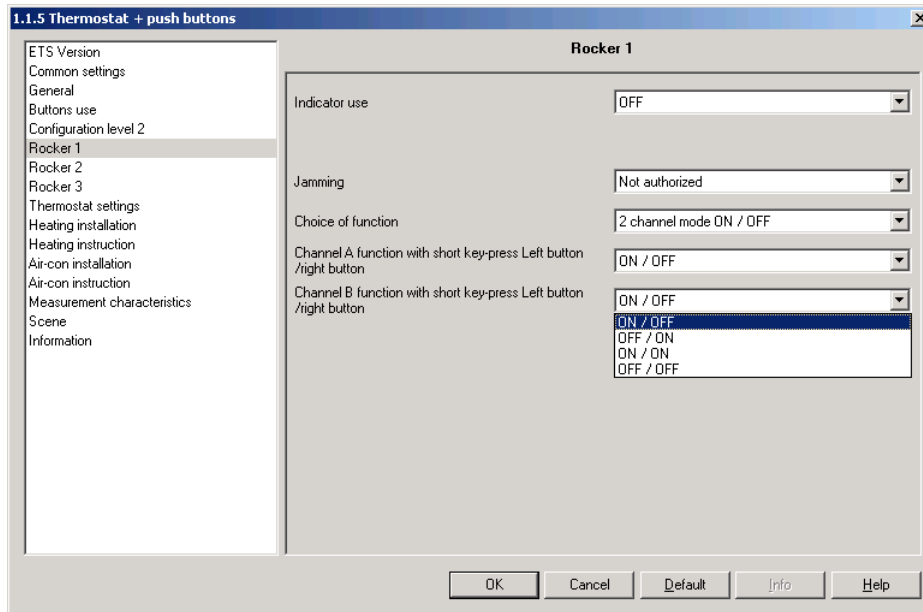 1.1.5 Thermostat + push buttons
ETS Version
Common settings
General
Buttons use
Configuration level 2
Rocker 1
Rocker 2
Rocker 3
Thermostat settings
Heating installation
Heating instruction
Air-con installation
Air-con instruction
Measurement characteristics
Scene
Information
Rocker 1
Indicator use
OFF
Jamming
Not authorized
Choice of function
2 channel mode ON / OFF
Channel A function with short key-press Left button
/right button
ON / OFF
Channel B function with short key-press Left button
/right button
ON / OFF
ON / OFF
OFF / ON
ON / ON
OFF / OFF
OK
Cancel
Default
Info
Help